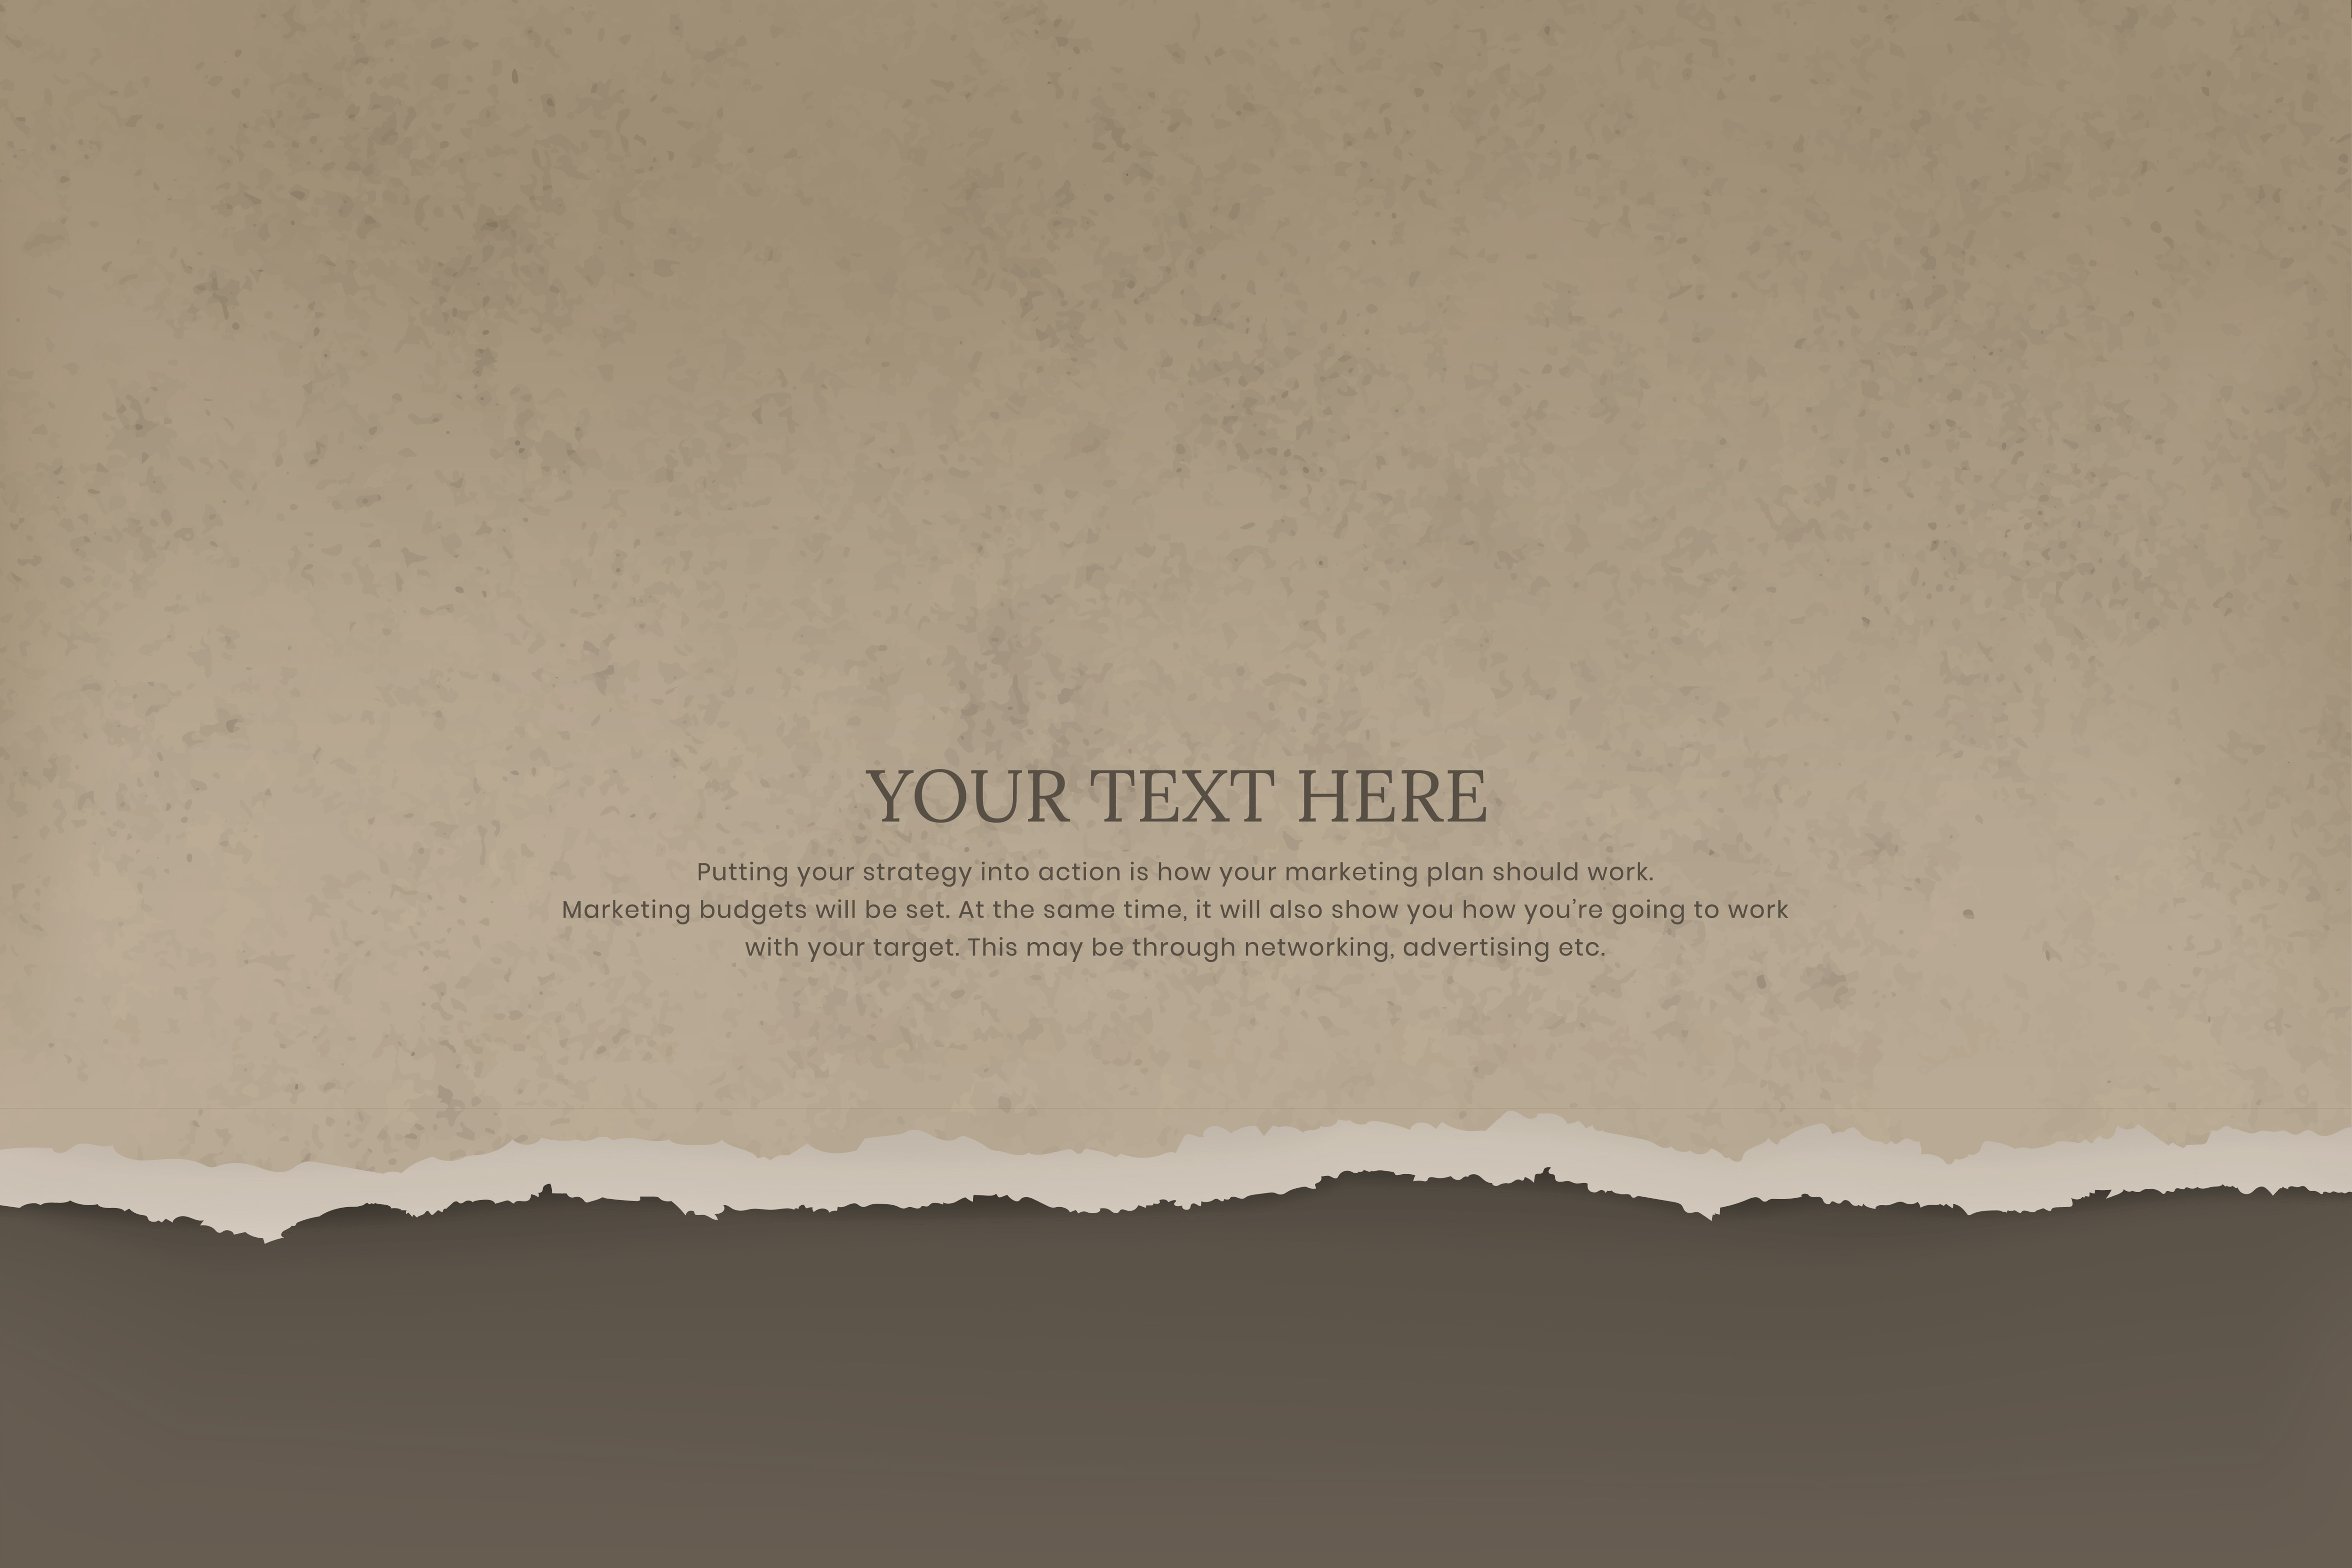 YOUR TEXT HERE
Putting your strategy into action is how your marketing plan should work.
Marketing budgets will be set. At the same time, it will also show you how you’re going to work
with your target. This may be through networking, advertising etc.